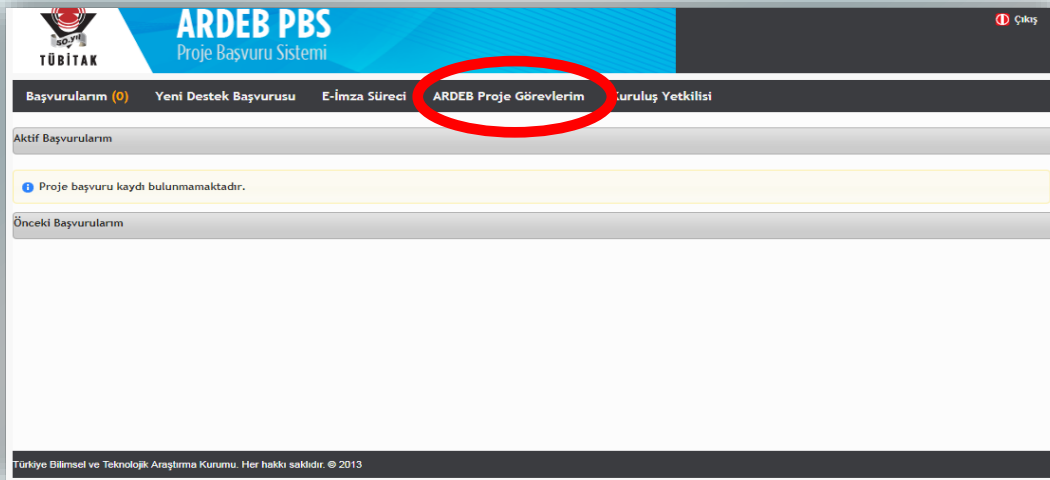 50.yıl
TÜBİTAK
ARDEB PBS
Proje Başvuru Sistemi
Çıkış
Başvurularım (0) Yeni Destek Başvurusu E-İmza Süreci ARDEB Proje Görevlerim Kuruluş Yetkilisi
Aktif Başvurularım
Proje başvuru kaydı bulunmamaktadır.
Önceki Başvurularım
Türkiye Bilimsel ve Teknolojik Araştırma Kurumu. Her hakkı saklıdır. © 2013